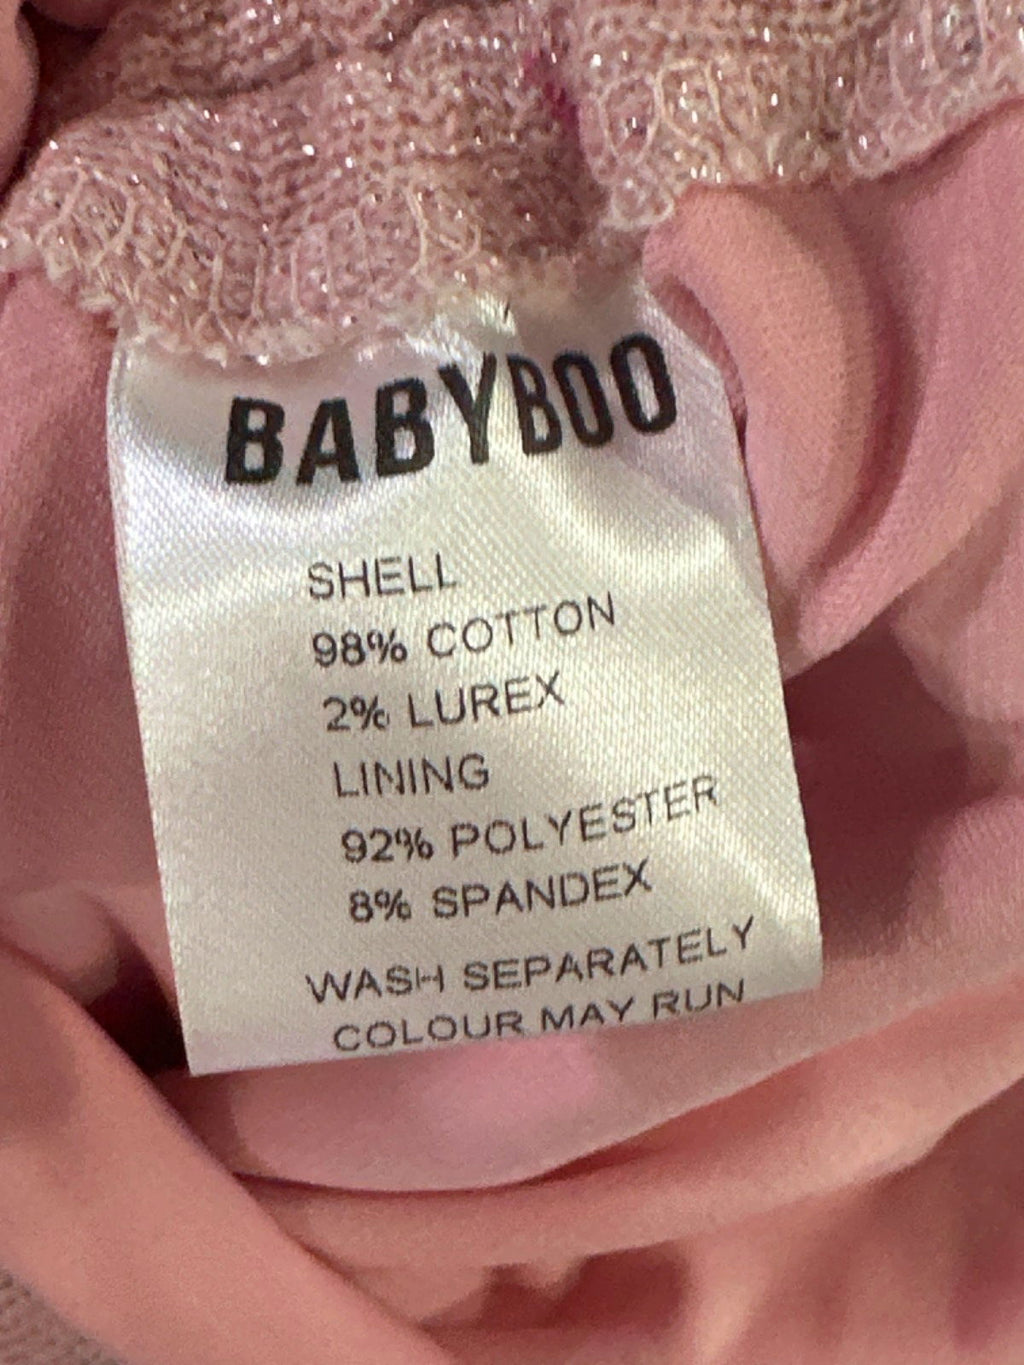 BABYBOO
SHELL
98% COTTON
2% LUREX
LINING
92% POLYESTER
8% SPANDEX
WASH SEPARATELY
COLOUR MAY RUN